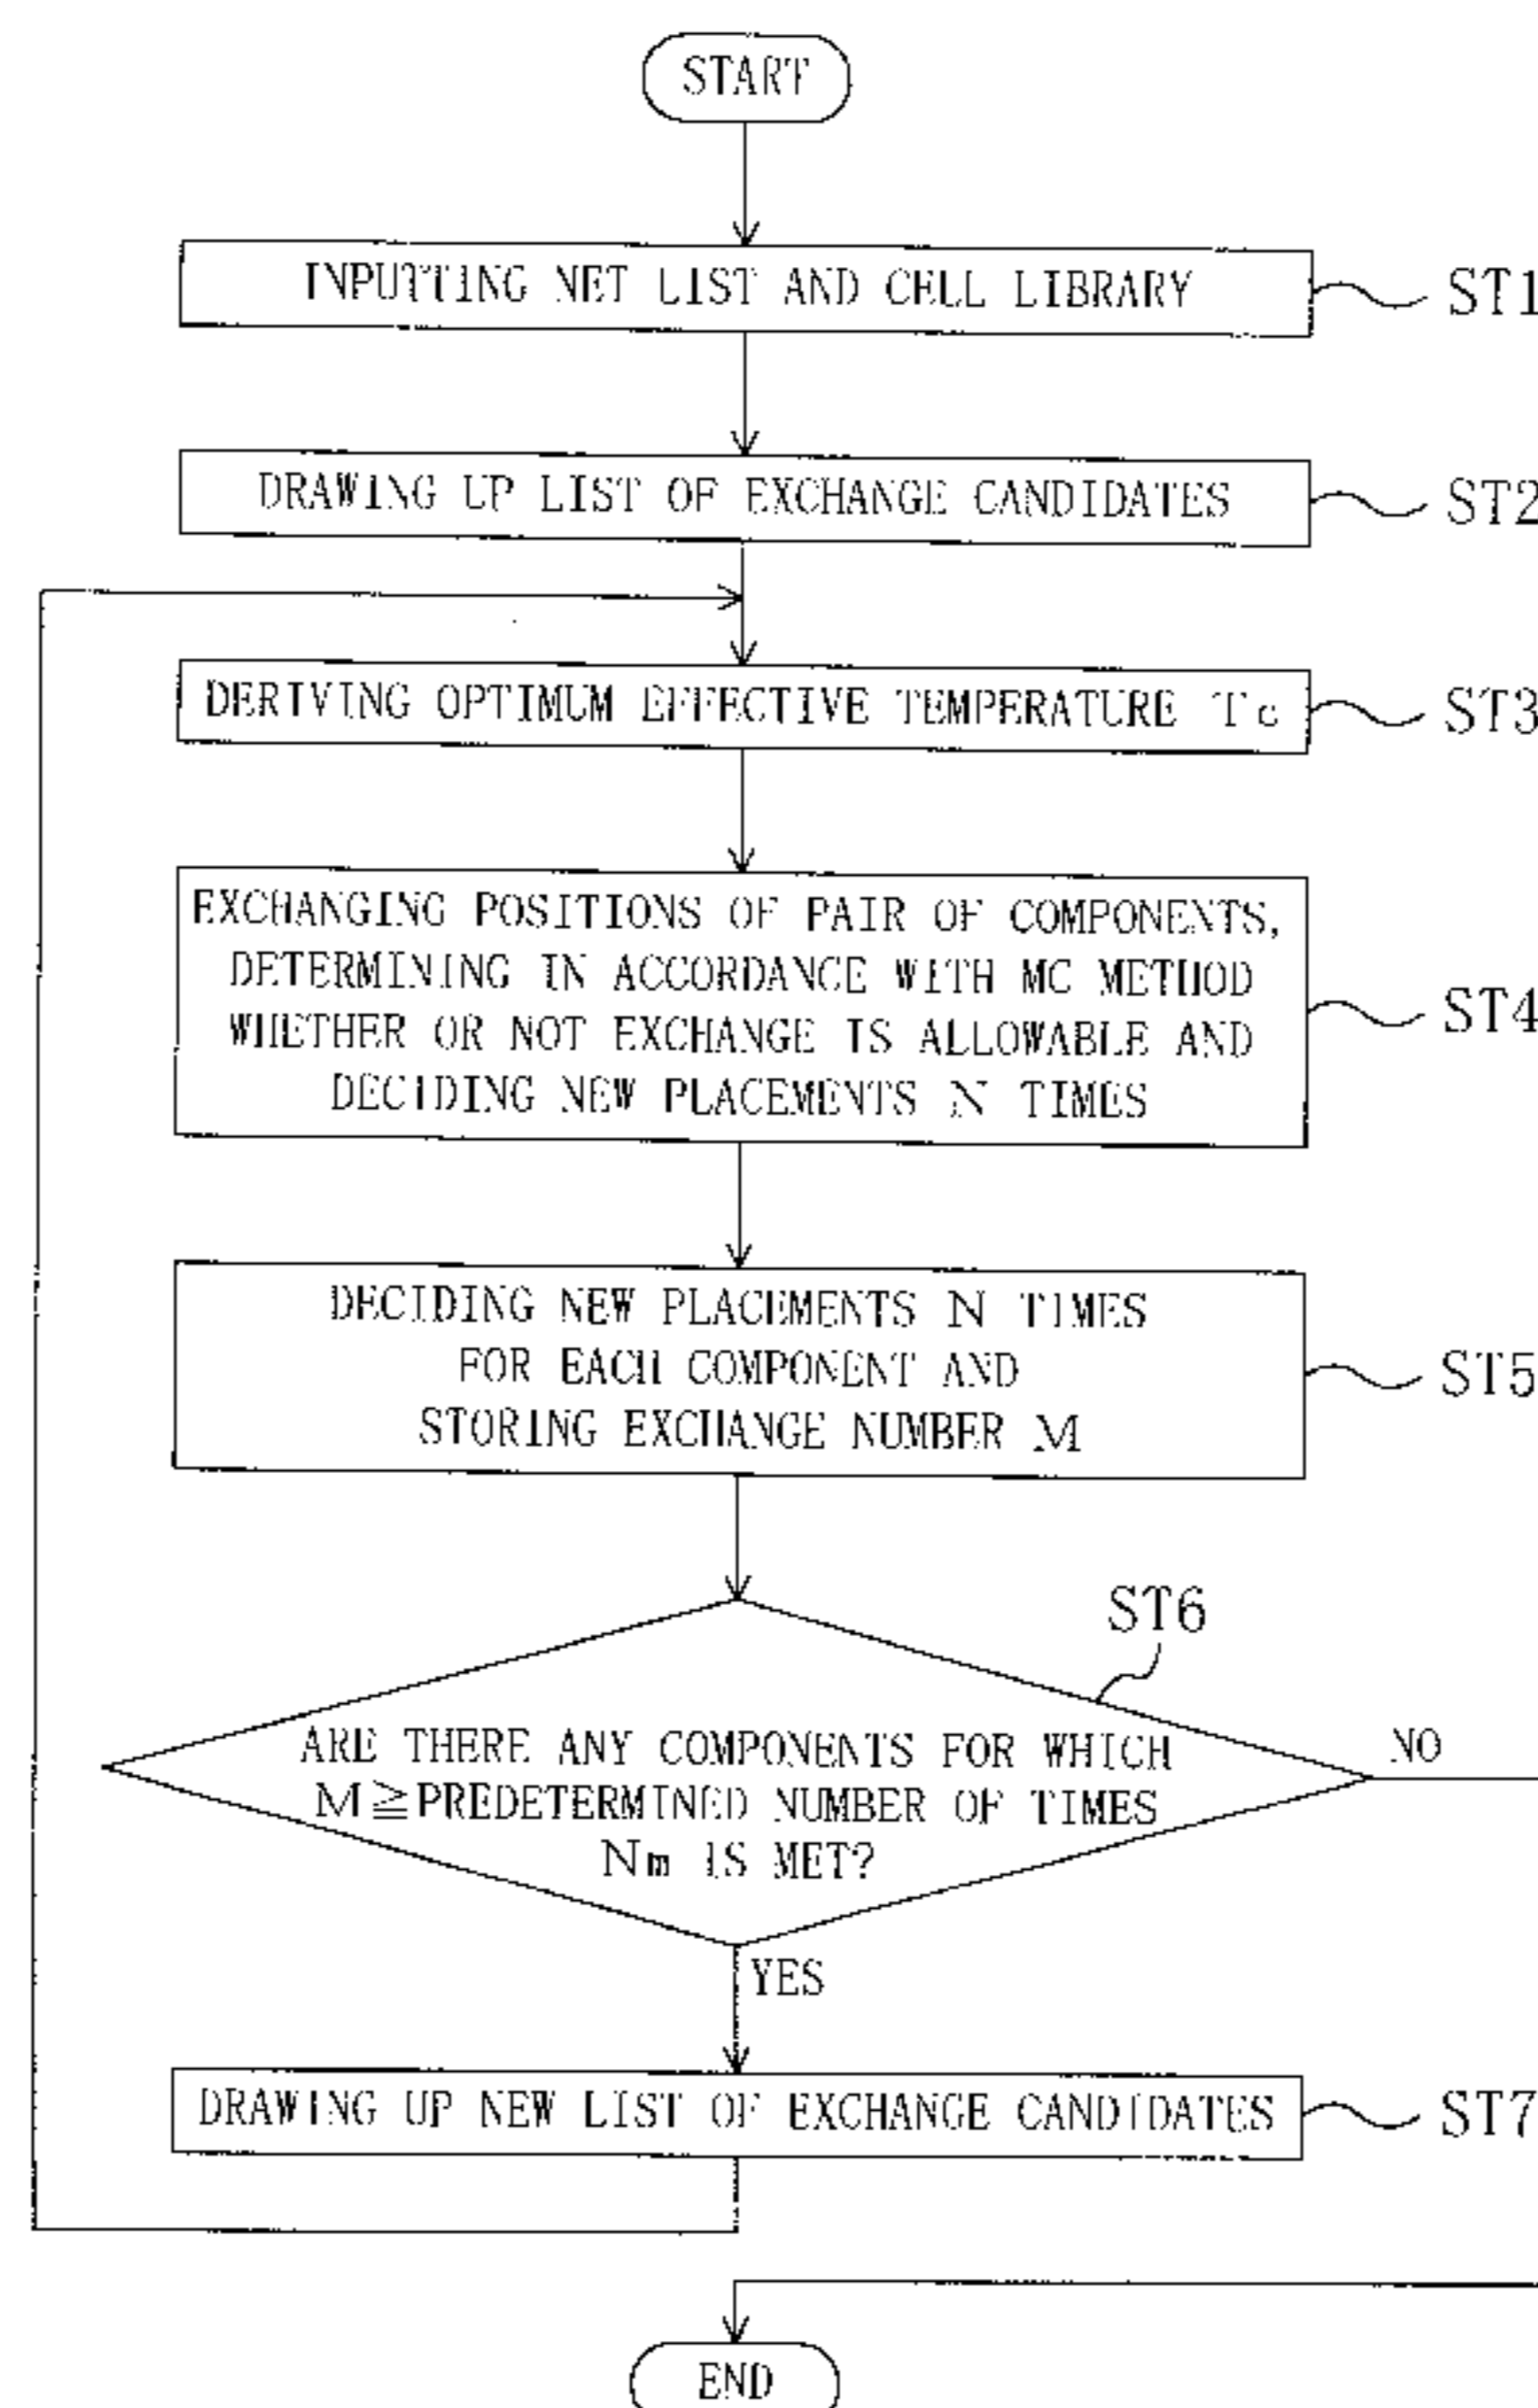 START
INPUTTING NET LIST AND CELL LIBRARY
ST1
DRAWING UP LIST OF EXCHANGE CANDIDATES
ST2
DERIVING OPTIMUM EFFECTIVE TEMPERATURE Tc
ST3
EXCHANGING POSITIONS OF PAIR OF COMPONENTS,
DETERMINING IN ACCORDANCE WITH MC METHOD
WHETHER OR NOT EXCHANGE IS ALLOWABLE AND
DECIDING NEW PLACEMENTS N TIMES
ST4
DECIDING NEW PLACEMENTS N TIMES
FOR EACH COMPONENT AND
STORING EXCHANGE NUMBER M
ST5
ST6
ARE THERE ANY COMPONENTS FOR WHICH
M≧PREDETERMINED NUMBER OF TIMES
Nm IS MET?
NO
YES
DRAWING UP NEW LIST OF EXCHANGE CANDIDATES
ST7
END